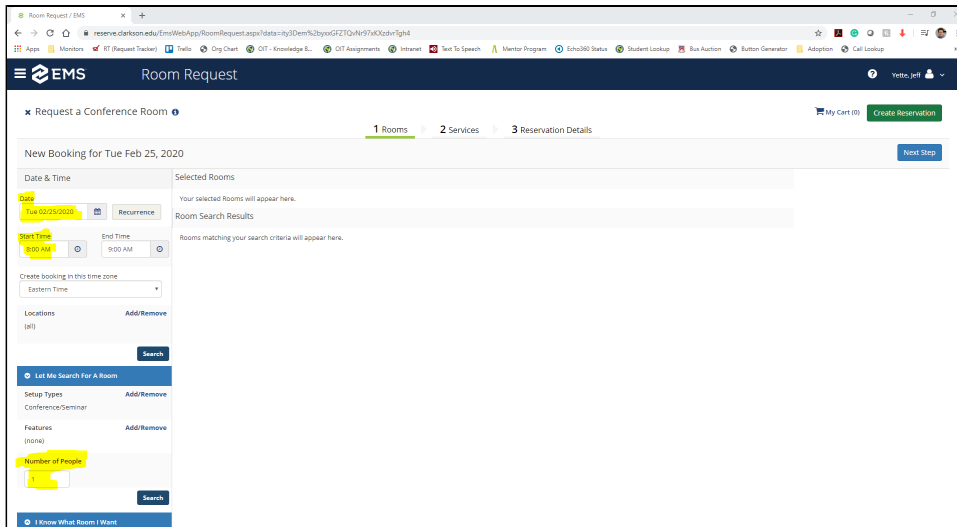 Room Request / EMS
reserve.clarkson.edu/EmsWebApp/RoomRequest.aspx?data=
Apps Monitors RT (Request Tracker) Trello Org Chart OIT - Knowledge B... OIT Assignments Intranet Text To Speech Mentor Program Echo360 Status Student Lookup Bus Auction Button Generator Adoption Call Lookup
EMS Room Request Yette, Jeff
Request a Conference Room My Cart (0) Create Reservation
1 Rooms 2 Services 3 Reservation Details
New Booking for Tue Feb 25, 2020 Next Step
Date & Time Selected Rooms
Date Your selected Rooms will appear here.
Tue 02/25/2020 Recurrence Room Search Results
Start Time End Time Rooms matching your search criteria will appear here.
8:00 AM 9:00 AM
Create booking in this time zone
Eastern Time
Locations Add/Remove
(all)
Search
Let Me Search For A Room
Setup Types Add/Remove
Conference/Seminar
Features Add/Remove
(none)
Number of People
1
Search
I Know What Room I Want